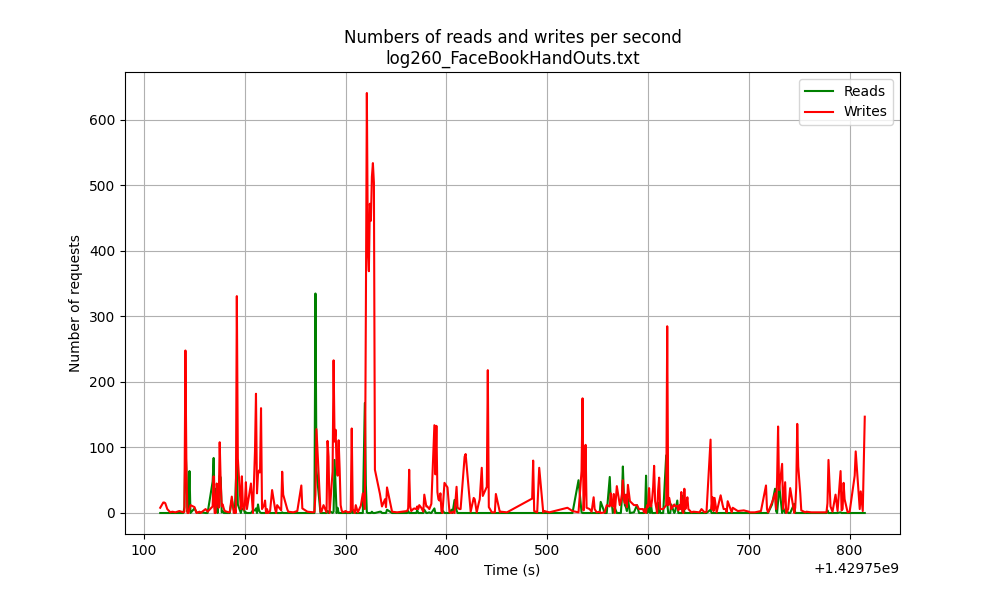 Numbers of reads and writes per second
log260_FaceBookHandOuts.txt
Reads
Writes
Number of requests
600
500
400
300
200
100
0
100
200
300
400
500
600
700
800
Time (s)
+1.42975e9